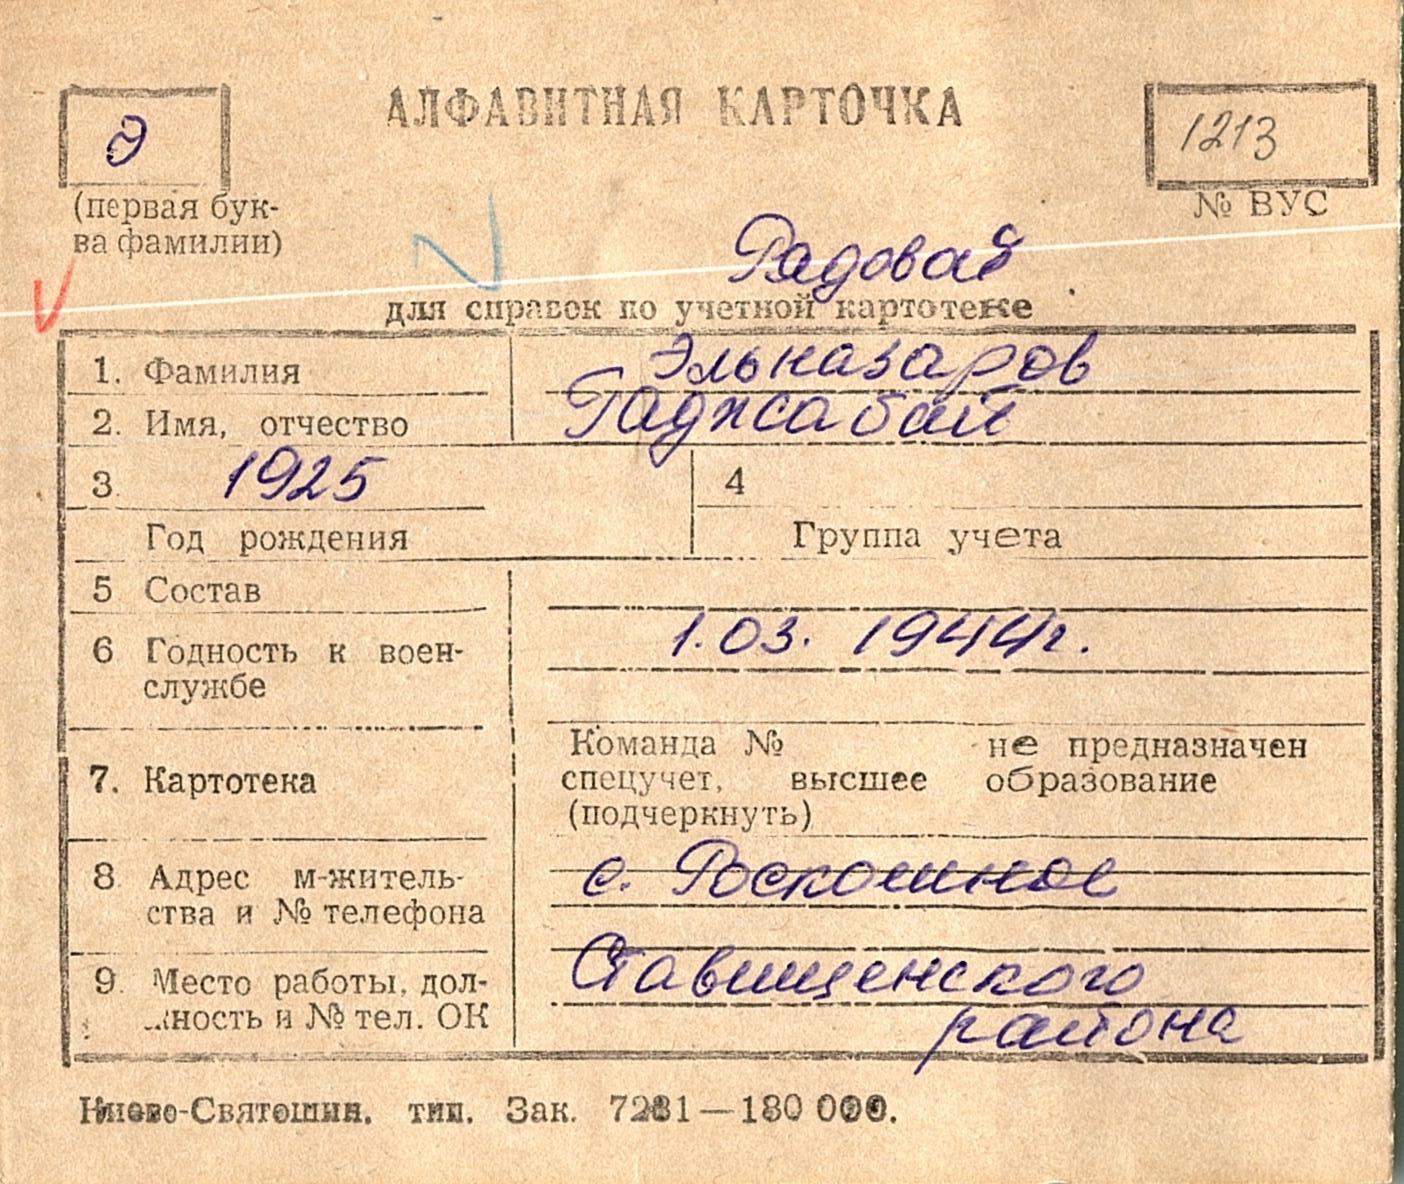 АЛФАВИТНАЯ КАРТОЧКА
Э
1213
(первая бук-
ва фамилии)
№ ВУС
Рядовой
для справок по учетной картотеке
1. Фамилия Эльназаров
2. Имя, отчество Раджабай
3. 1925
4
Год рождения
Группа учета
5 Состав
6 Годность к воен-
службе
1.03. 1944г.
7. Картотека
Команда № не предназначен
спецучет, высшее образование
(подчеркнуть)
8 Адрес м-житель-
ства и № телефона
с. Роскошное
9. Место работы, дол-
жность и № тел. ОК
Ставищенского
района
Киево-Святошин. тип. Зак. 7281—180 000.